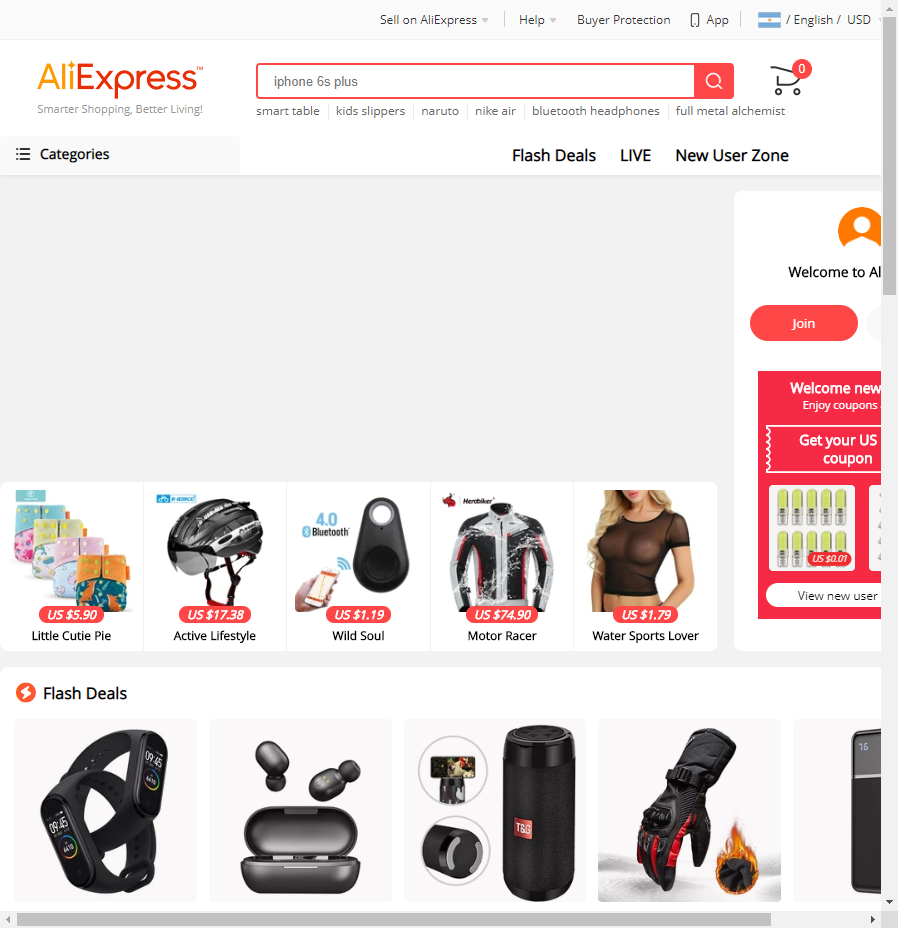 Sell on AliExpress
Help
Buyer Protection
App
/ English / USD
AliExpress™
Smarter Shopping, Better Living!
iphone 6s plus
0
smart table
kids slippers
naruto
nike air
bluetooth headphones
full metal alchemist
Categories
Flash Deals
LIVE
New User Zone
Welcome to Al
Join
Welcome new
Enjoy coupons
Get your US
coupon
US $0.01
View new user
4.0
Bluetooth
Herobiker
US $5.90
US $17.38
US $1.19
US $74.90
US $1.79
Little Cutie Pie
Active Lifestyle
Wild Soul
Motor Racer
Water Sports Lover
Flash Deals
09:45
09:45
T&G